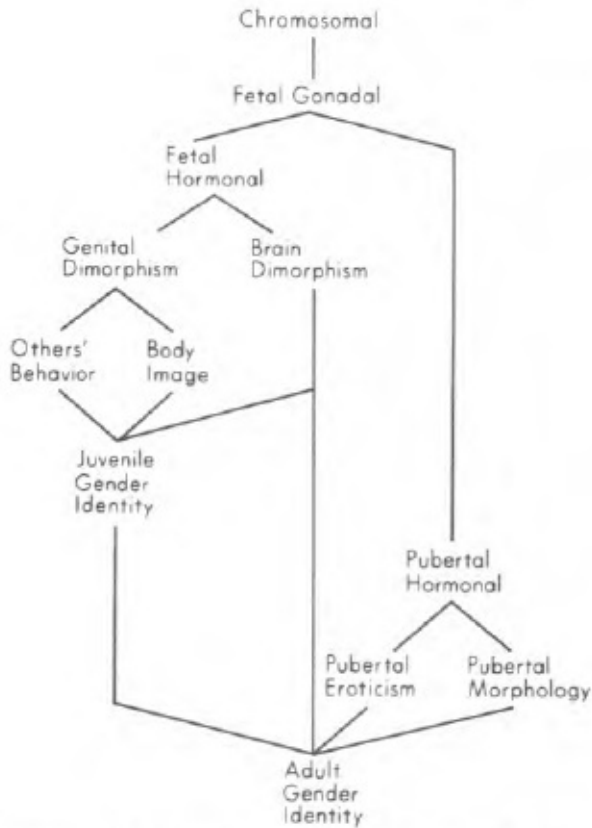 Chromosomal
Fetal Gonadal
Fetal
Hormonal
Genital
Dimorphism
Brain
Dimorphism
Others'
Behavior
Body
Image
Juvenile
Gender
Identity
Pubertal
Hormonal
Pubertal
Eroticism
Pubertal
Morphology
Adult
Gender
Identity